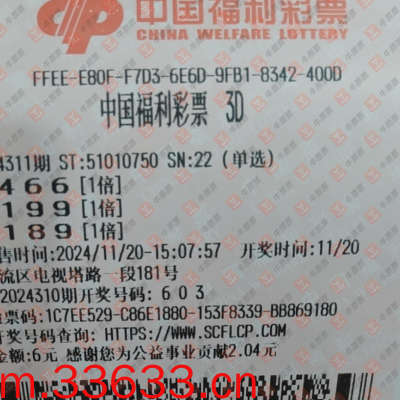 中国福利彩票
CHINA WELFARE LOTTERY
FFEE-E80F-F7D3-6E6D-9FB1-8342-400D
中国福利彩票 3D
4311期 ST:51010750 SN:22 (单选)
466[1倍]
199[1倍]
189[1倍]
售时间:2024/11/20-15:07:57 开奖时间:11/20
流区电视塔路一段181号
2024310期开奖号码:603
票码:1C7EE529-C86E1880-153F8339-BB869180
开奖号码查询: HTTPS://WWW.SCFLCP.COM
金额:6元 感谢您为公益事业贡献2.04元
m.33633.cn